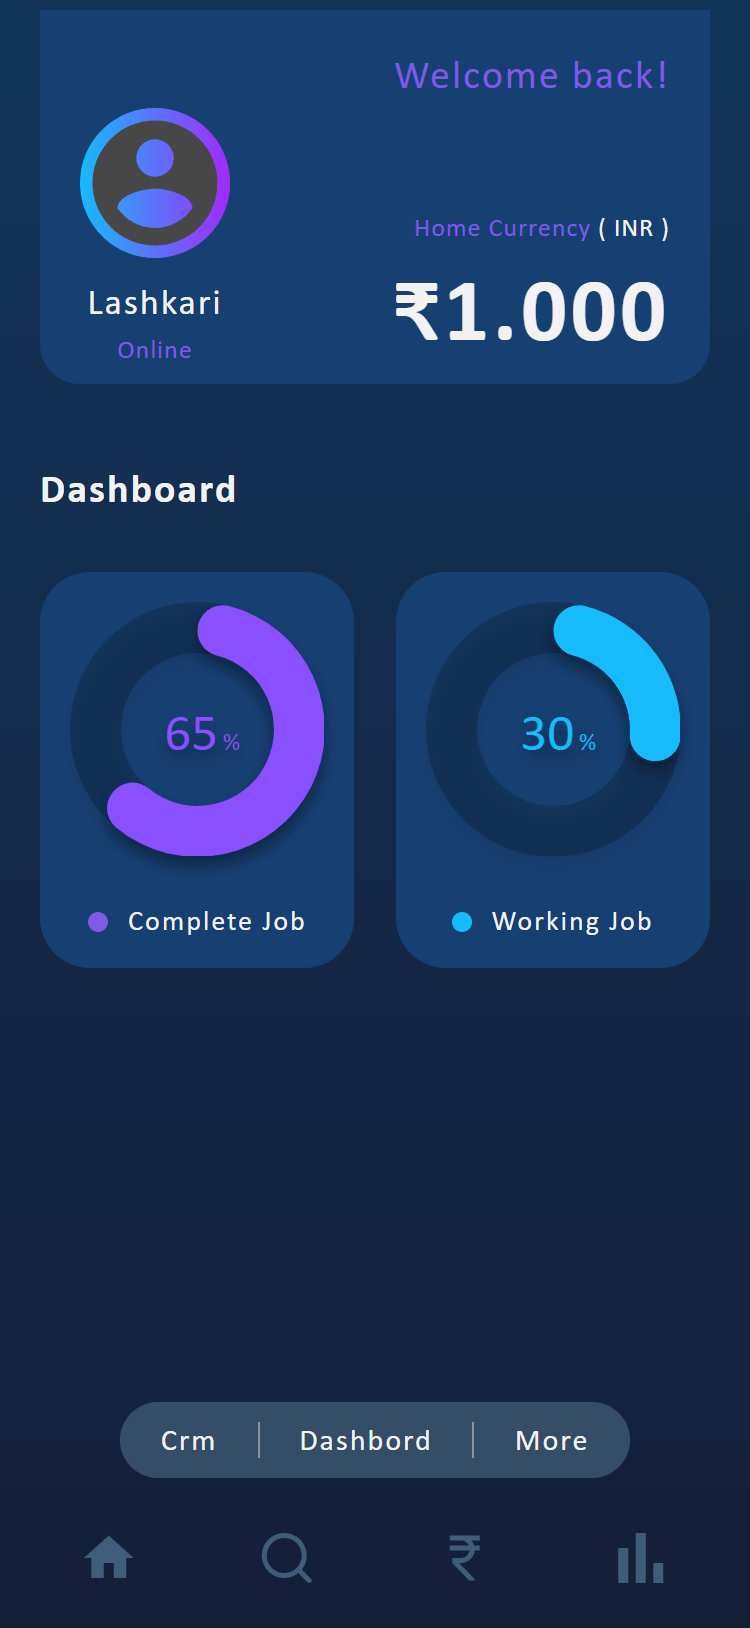 Welcome back!
Home Currency ( INR )
Lashkari
₹1.000
Online
Dashboard
65 %
30 %
Complete Job
Working Job
Crm
Dashbord
More
₹